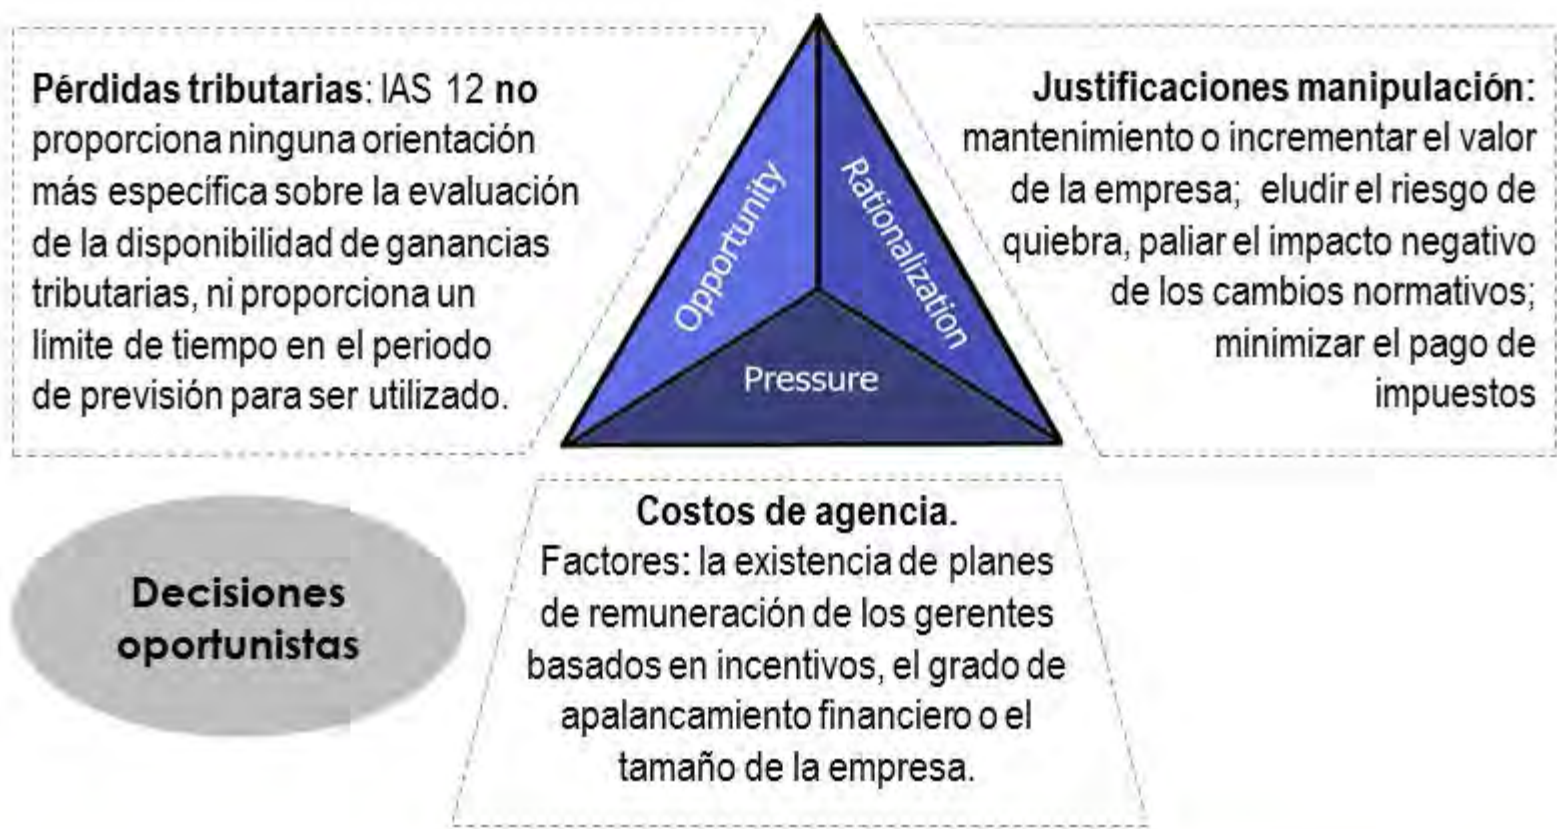 Pérdidas tributarias: IAS 12 no
proporciona ninguna orientación
más específica sobre la evaluación
de la disponibilidad de ganancias
tributarias, ni proporciona un
límite de tiempo en el periodo
de previsión para ser utilizado.
Opportunity
Rationalization
Pressure
Justificaciones manipulación:
mantenimiento o incrementar el valor
de la empresa; eludir el riesgo de
quiebra, paliar el impacto negativo
de los cambios normativos;
minimizar el pago de
impuestos
Decisiones
oportunistas
Costos de agencia.
Factores: la existencia de planes
de remuneración de los gerentes
basados en incentivos, el grado de
apalancamiento financiero o el
tamaño de la empresa.